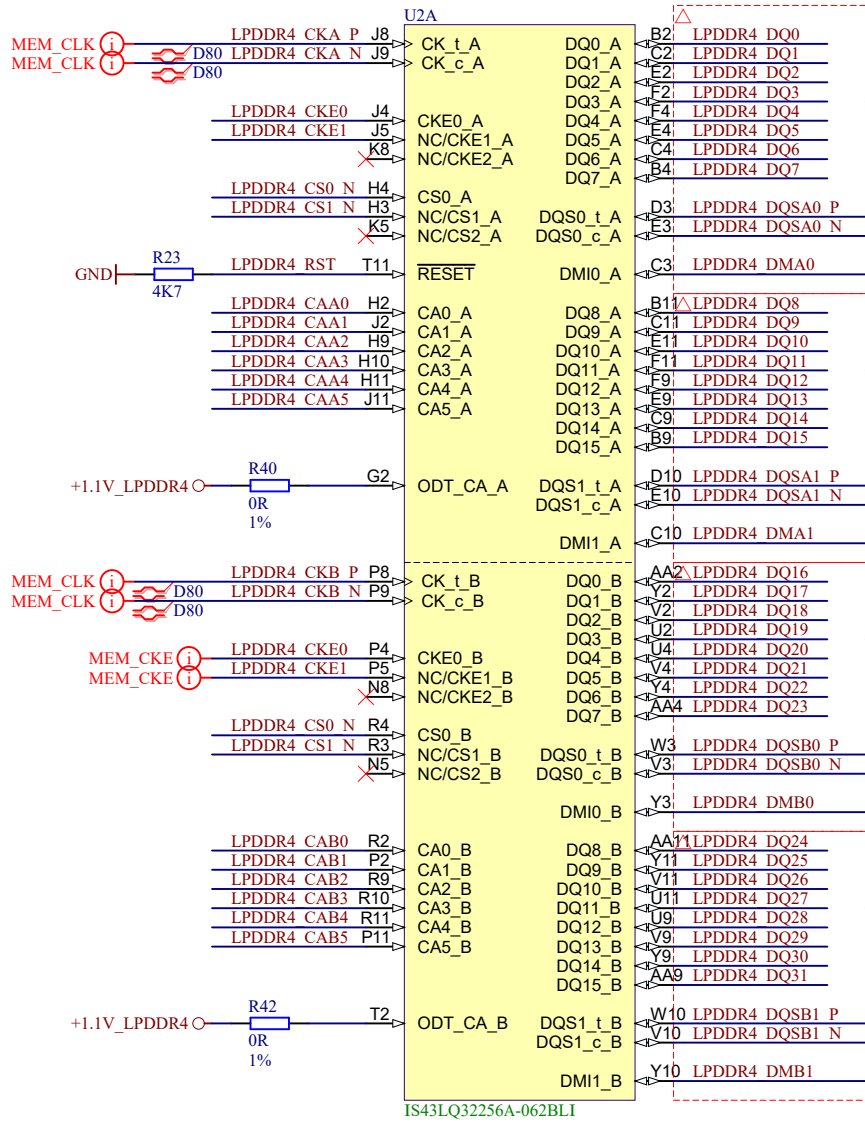 U2A
MEM_CLK i LPDDR4_CKA_P J8 CK_t_A DQ0_A B2 LPDDR4_DQ0
D80
MEM_CLK i LPDDR4_CKA_N J9 CK_c_A DQ1_A C2 LPDDR4_DQ1
D80
DQ2_A E2 LPDDR4_DQ2
DQ3_A F2 LPDDR4_DQ3
LPDDR4_CKE0 J4 CKE0_A DQ4_A F4 LPDDR4_DQ4
LPDDR4_CKE1 J5 NC/CKE1_A DQ5_A E4 LPDDR4_DQ5
K8 NC/CKE2_A DQ6_A C4 LPDDR4_DQ6
DQ7_A B4 LPDDR4_DQ7
LPDDR4_CS0_N H4 CS0_A
LPDDR4_CS1_N H3 NC/CS1_A DQS0_t_A D3 LPDDR4_DQSA0_P
K5 NC/CS2_A DQS0_c_A E3 LPDDR4_DQSA0_N
R23
GND LPDDR4_RST T11 RESET DMI0_A C3 LPDDR4_DMA0
4K7
LPDDR4_CAA0 H2 CA0_A DQ8_A B11 LPDDR4_DQ8
LPDDR4_CAA1 J2 CA1_A DQ9_A C11 LPDDR4_DQ9
LPDDR4_CAA2 H9 CA2_A DQ10_A E11 LPDDR4_DQ10
LPDDR4_CAA3 H10 CA3_A DQ11_A F11 LPDDR4_DQ11
LPDDR4_CAA4 H11 CA4_A DQ12_A F9 LPDDR4_DQ12
LPDDR4_CAA5 J11 CA5_A DQ13_A E9 LPDDR4_DQ13
DQ14_A C9 LPDDR4_DQ14
DQ15_A B9 LPDDR4_DQ15
R40
+1.1V_LPDDR4 G2 ODT_CA_A DQS1_t_A D10 LPDDR4_DQSA1_P
0R
DQS1_c_A E10 LPDDR4_DQSA1_N
1%
DMI1_A C10 LPDDR4_DMA1
MEM_CLK i LPDDR4_CKB_P P8 CK_t_B DQ0_B AA2 LPDDR4_DQ16
D80
MEM_CLK i LPDDR4_CKB_N P9 CK_c_B DQ1_B Y2 LPDDR4_DQ17
D80
DQ2_B V2 LPDDR4_DQ18
DQ3_B U2 LPDDR4_DQ19
MEM_CKE i LPDDR4_CKE0 P4 CKE0_B DQ4_B U4 LPDDR4_DQ20
MEM_CKE i LPDDR4_CKE1 P5 NC/CKE1_B DQ5_B V4 LPDDR4_DQ21
N8 NC/CKE2_B DQ6_B Y4 LPDDR4_DQ22
DQ7_B AA4 LPDDR4_DQ23
LPDDR4_CS0_N R4 CS0_B
LPDDR4_CS1_N R3 NC/CS1_B DQS0_t_B W3 LPDDR4_DQSB0_P
N5 NC/CS2_B DQS0_c_B V3 LPDDR4_DQSB0_N
DMI0_B Y3 LPDDR4_DMB0
LPDDR4_CAB0 R2 CA0_B DQ8_B AA11 LPDDR4_DQ24
LPDDR4_CAB1 P2 CA1_B DQ9_B Y11 LPDDR4_DQ25
LPDDR4_CAB2 R9 CA2_B DQ10_B V11 LPDDR4_DQ26
LPDDR4_CAB3 R10 CA3_B DQ11_B U11 LPDDR4_DQ27
LPDDR4_CAB4 R11 CA4_B DQ12_B U9 LPDDR4_DQ28
LPDDR4_CAB5 P11 CA5_B DQ13_B V9 LPDDR4_DQ29
DQ14_B Y9 LPDDR4_DQ30
DQ15_B AA9 LPDDR4_DQ31
R42
+1.1V_LPDDR4 T2 ODT_CA_B DQS1_t_B W10 LPDDR4_DQSB1_P
0R
DQS1_c_B V10 LPDDR4_DQSB1_N
1%
DMI1_B Y10 LPDDR4_DMB1
IS43LQ32256A-062BLI